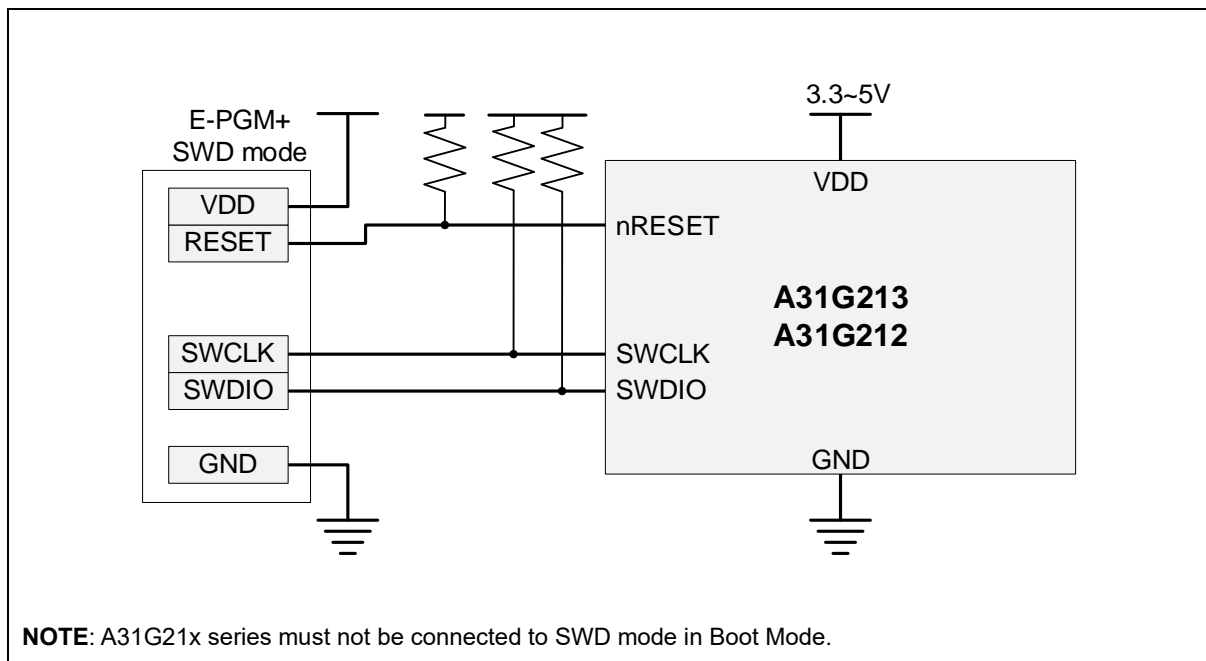 E-PGM+
SWD mode
3.3~5V
VDD
RESET
SWCLK
SWDIO
GND
VDD
nRESET
A31G213
A31G212
SWCLK
SWDIO
GND
NOTE: A31G21x series must not be connected to SWD mode in Boot Mode.